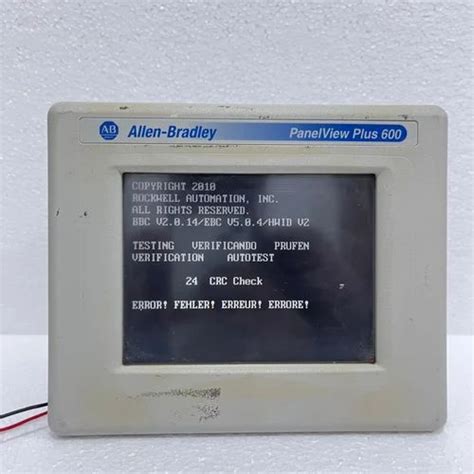 AB Allen-Bradley PanelView Plus 600
COPYRIGHT 2010
ROCKWELL AUTOMATION, INC.
ALL RIGHTS RESERVED.
BBC V2.0.14/EBC V5.0.4/HWID V2
TESTING VERIFICANDO PRUFEN
VERIFICATION AUTOTEST
24 CRC Check
ERROR! FEHLER! ERREUR! ERRORE!